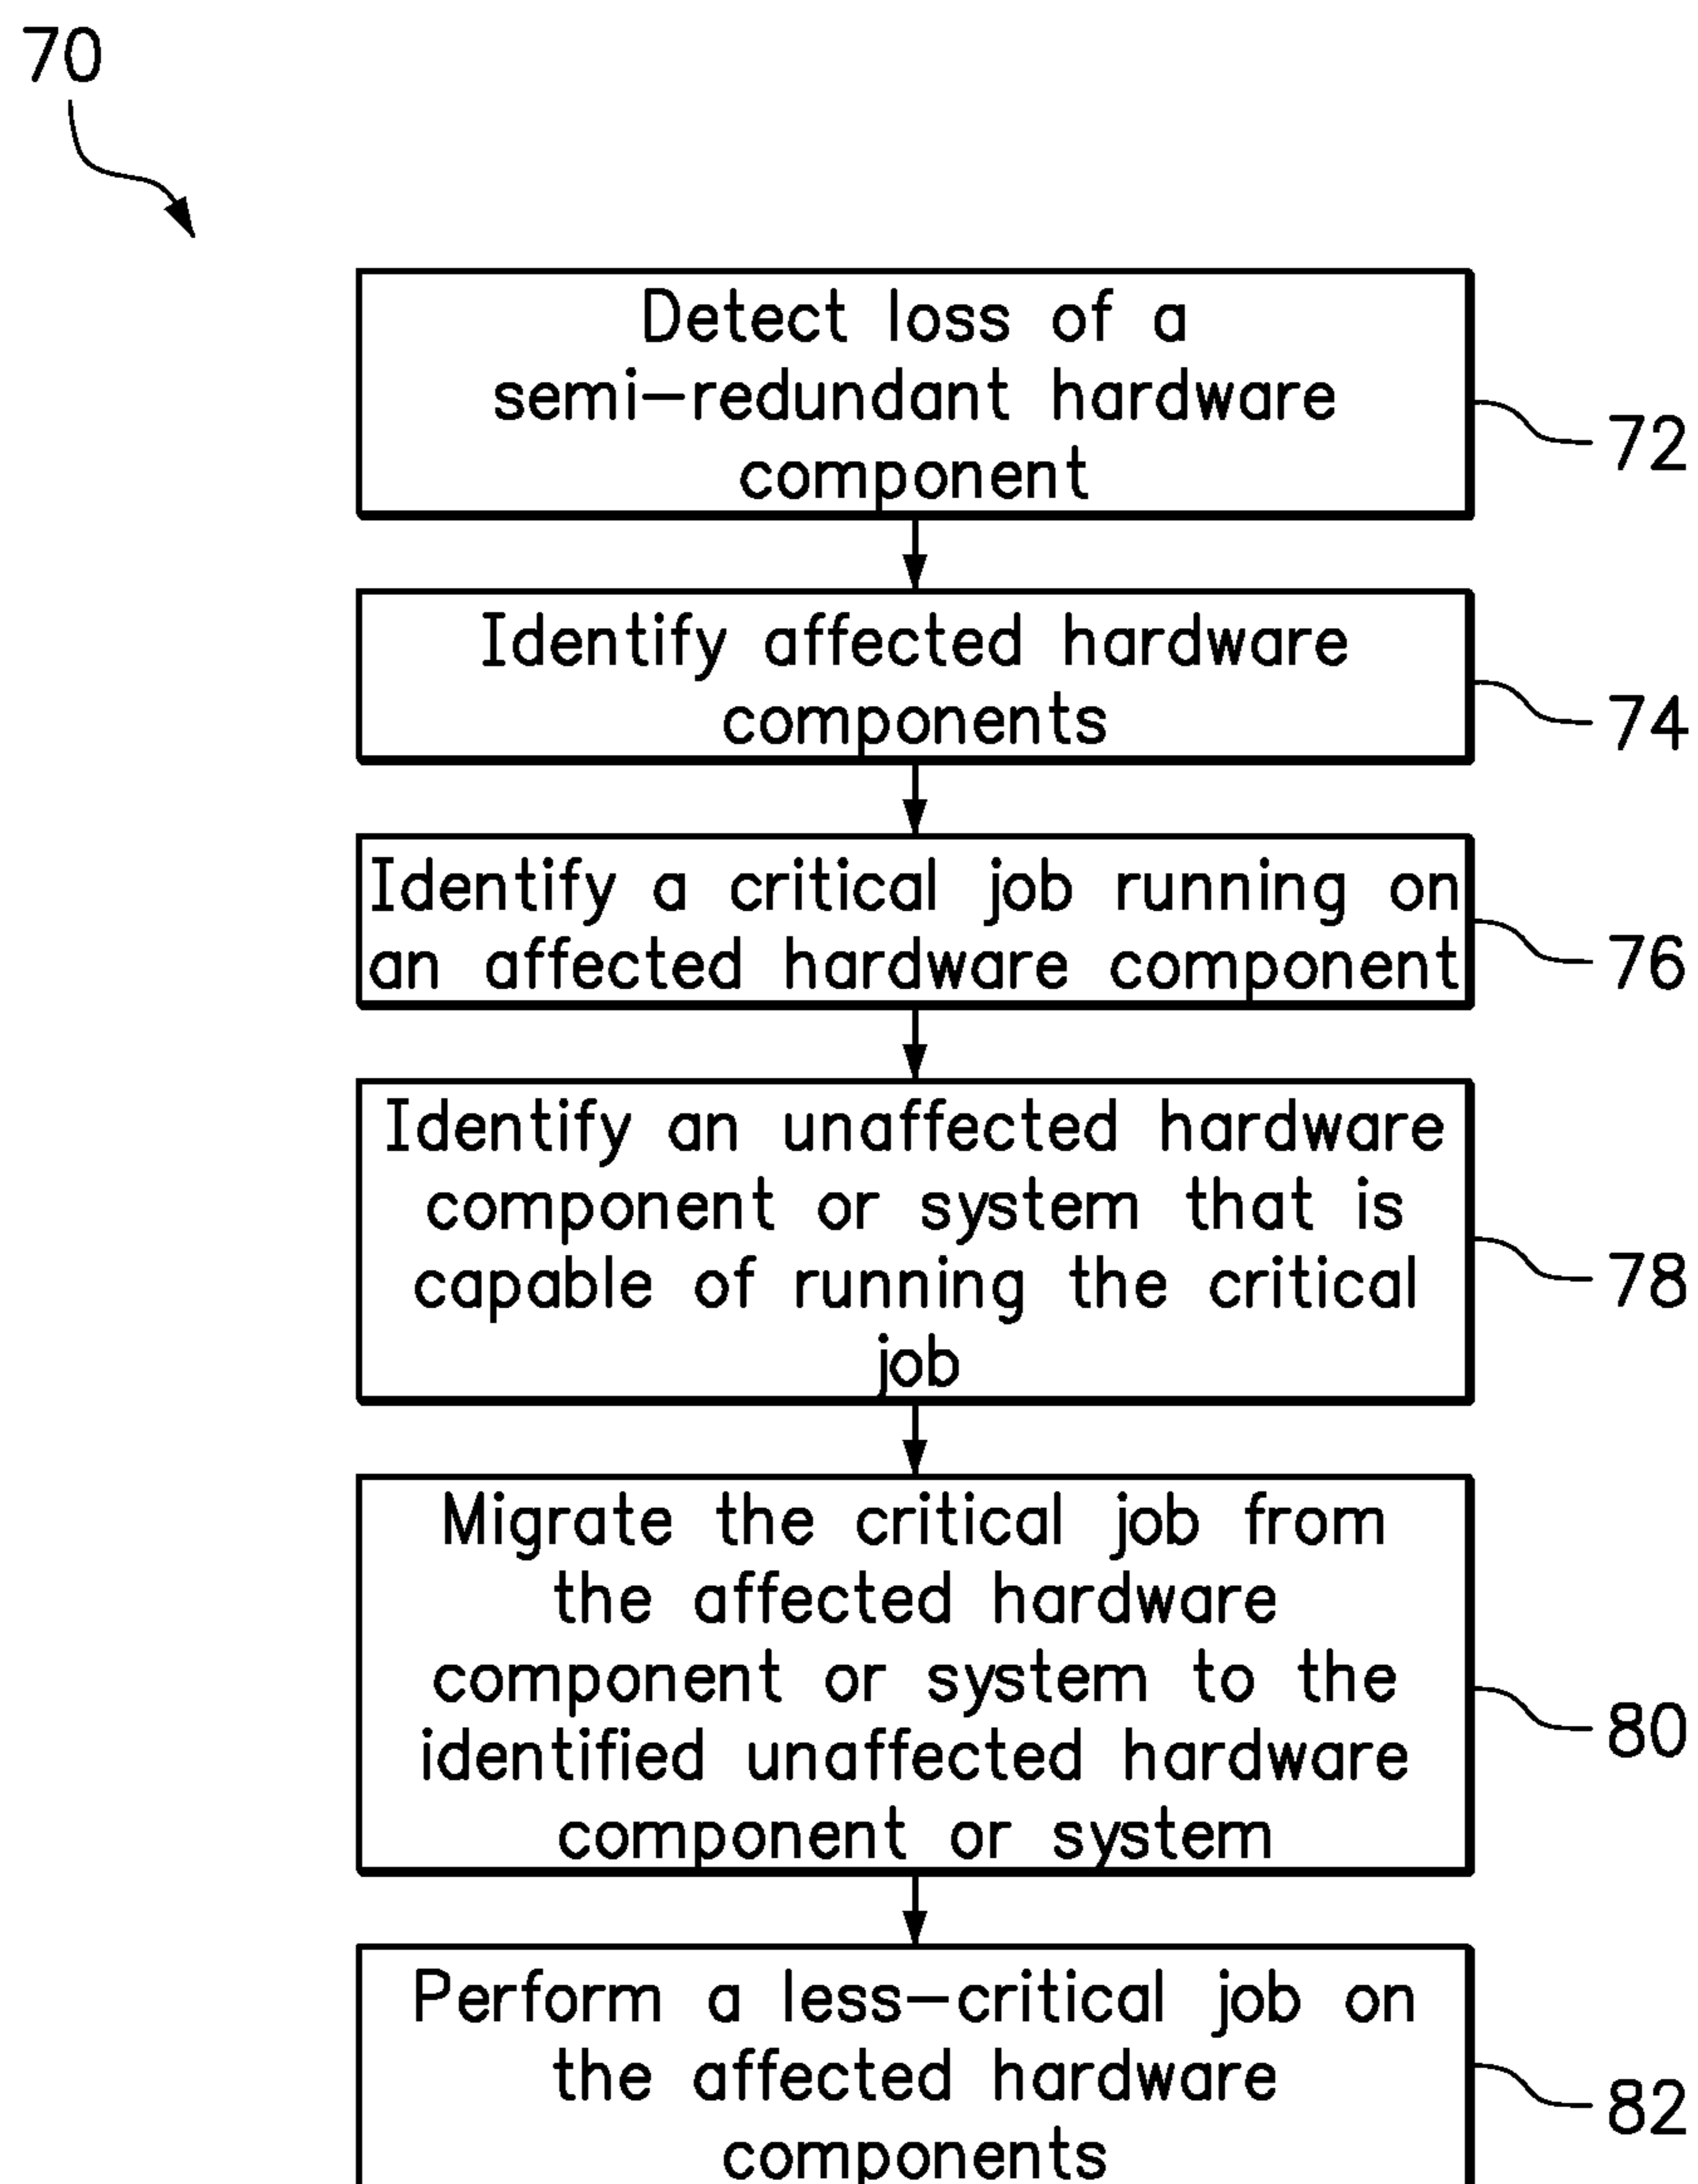 70
Detect loss of a
semi-redundant hardware
component
72
Identify affected hardware
components
74
Identify a critical job running on
an affected hardware component
76
Identify an unaffected hardware
component or system that is
capable of running the critical
job
78
Migrate the critical job from
the affected hardware
component or system to the
identified unaffected hardware
component or system
80
Perform a less-critical job on
the affected hardware
components
82